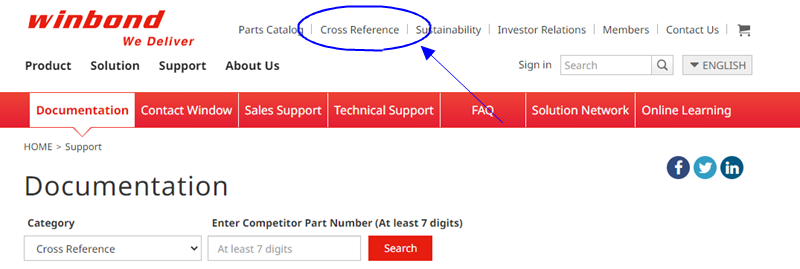 winbond
We Deliver
Parts Catalog | Cross Reference | Sustainability | Investor Relations | Members | Contact Us
Product Solution Support About Us
Sign in Search ENGLISH
Documentation Contact Window Sales Support Technical Support FAQ Solution Network Online Learning
HOME > Support
Documentation
Category Enter Competitor Part Number (At least 7 digits)
Cross Reference At least 7 digits Search